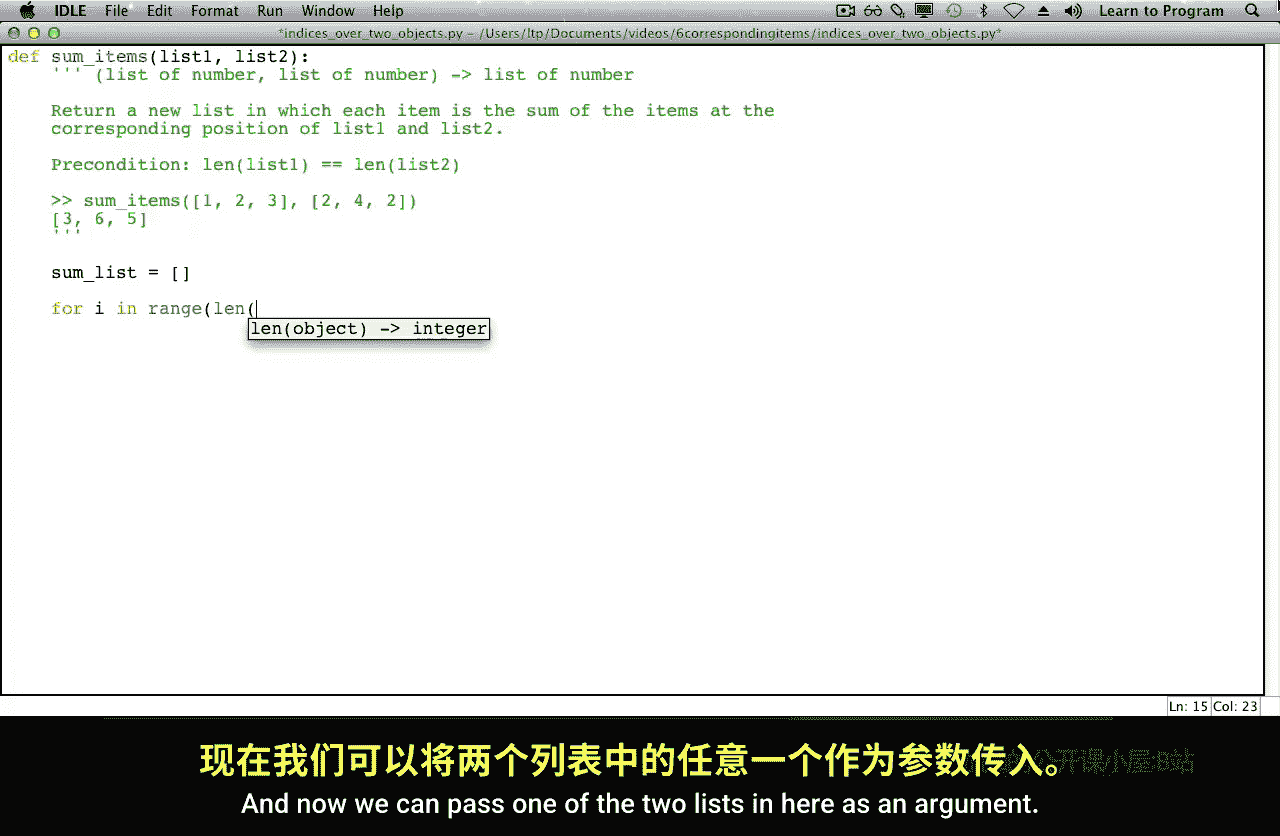 IDLE File Edit Format Run Window Help Learn to Program
*indices_over_two_objects.py - /Users/ltp/Documents/videos/6correspondingitems/indices_over_two_objects.py*
def sum_items(list1, list2):
''' (list of number, list of number) -> list of number
Return a new list in which each item is the sum of the items at the
corresponding position of list1 and list2.
Precondition: len(list1) == len(list2)
>> sum_items([1, 2, 3], [2, 4, 2])
[3, 6, 5]
'''
sum_list = []
for i in range(len(
len(object) -> integer
Ln: 15 Col: 23
现在我们可以将两个列表中的任意一个作为参数传入。
开课小屋B站
And now we can pass one of the two lists in here as an argument.